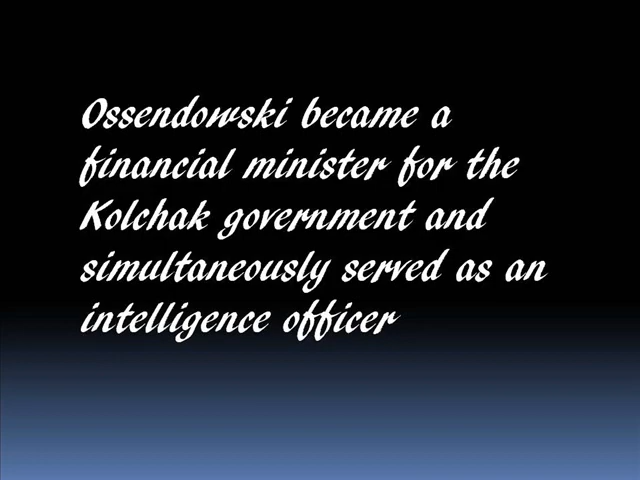 Ossendowski became a
financial minister for the
Kolchak government and
simultaneously served as an
intelligence officer